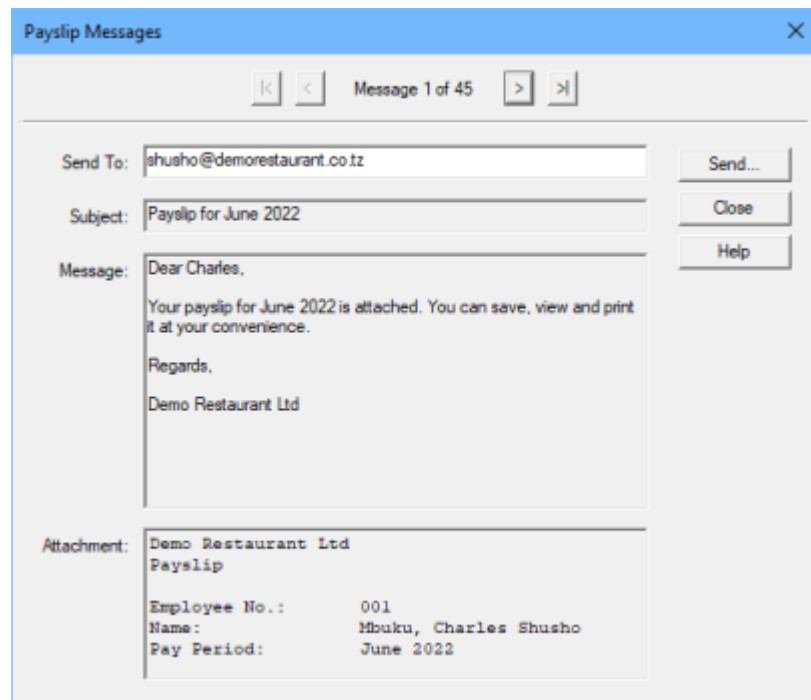 Payslip Messages
|< < Message 1 of 45 > >|
Send To: shusho@demorestaurant.co.tz
Send...
Subject: Payslip for June 2022
Close
Help
Message: Dear Charles,
Your payslip for June 2022 is attached. You can save, view and print
it at your convenience.
Regards,
Demo Restaurant Ltd
Attachment: Demo Restaurant Ltd
Payslip
Employee No.: 001
Name: Mbuku, Charles Shusho
Pay Period: June 2022